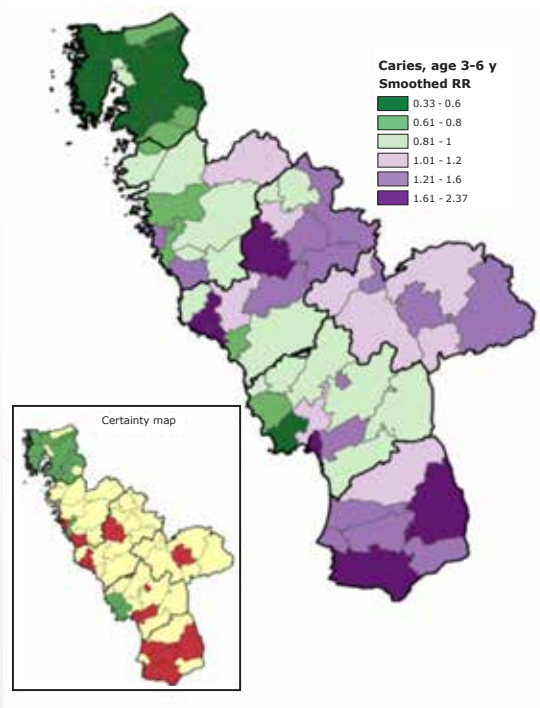 Caries, age 3-6 y
Smoothed RR
0.33 - 0.6
0.61 - 0.8
0.81 - 1
1.01 - 1.2
1.21 - 1.6
1.61 - 2.37
Certainty map